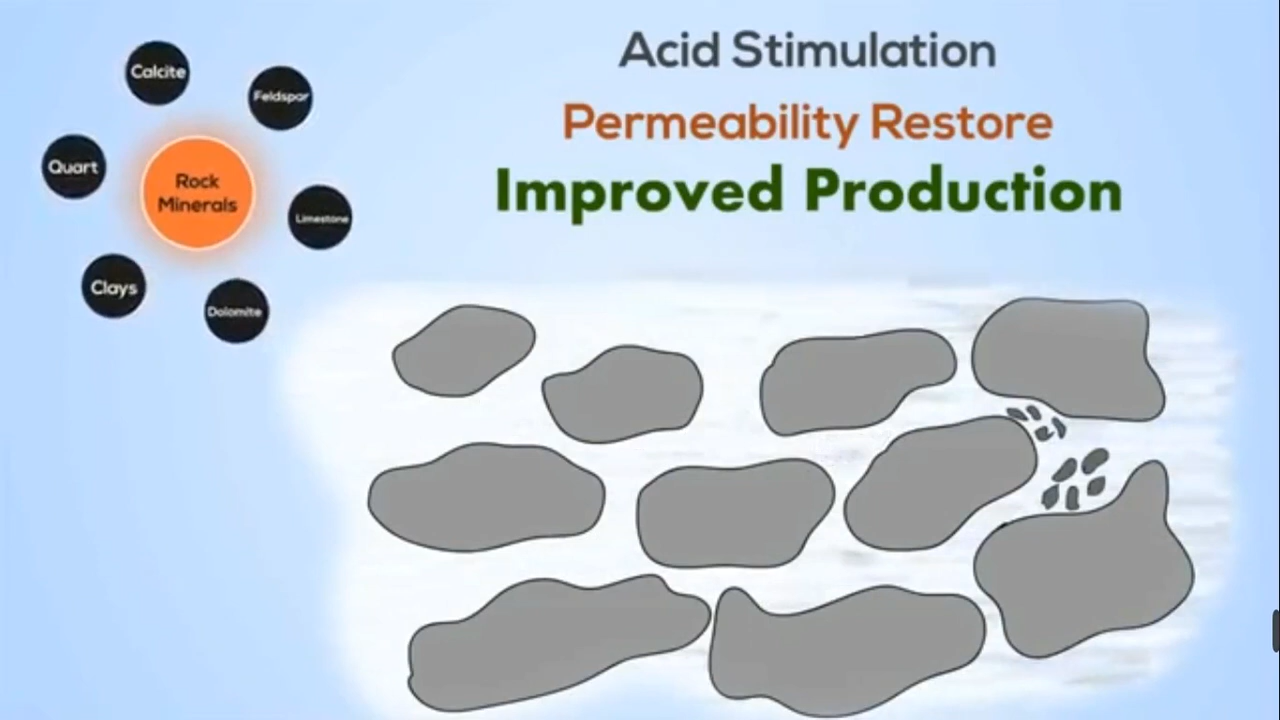 Acid Stimulation
Permeability Restore
Improved Production
Calcite
Feldspar
Quart
Rock
Minerals
Limestone
Clays
Dolomite